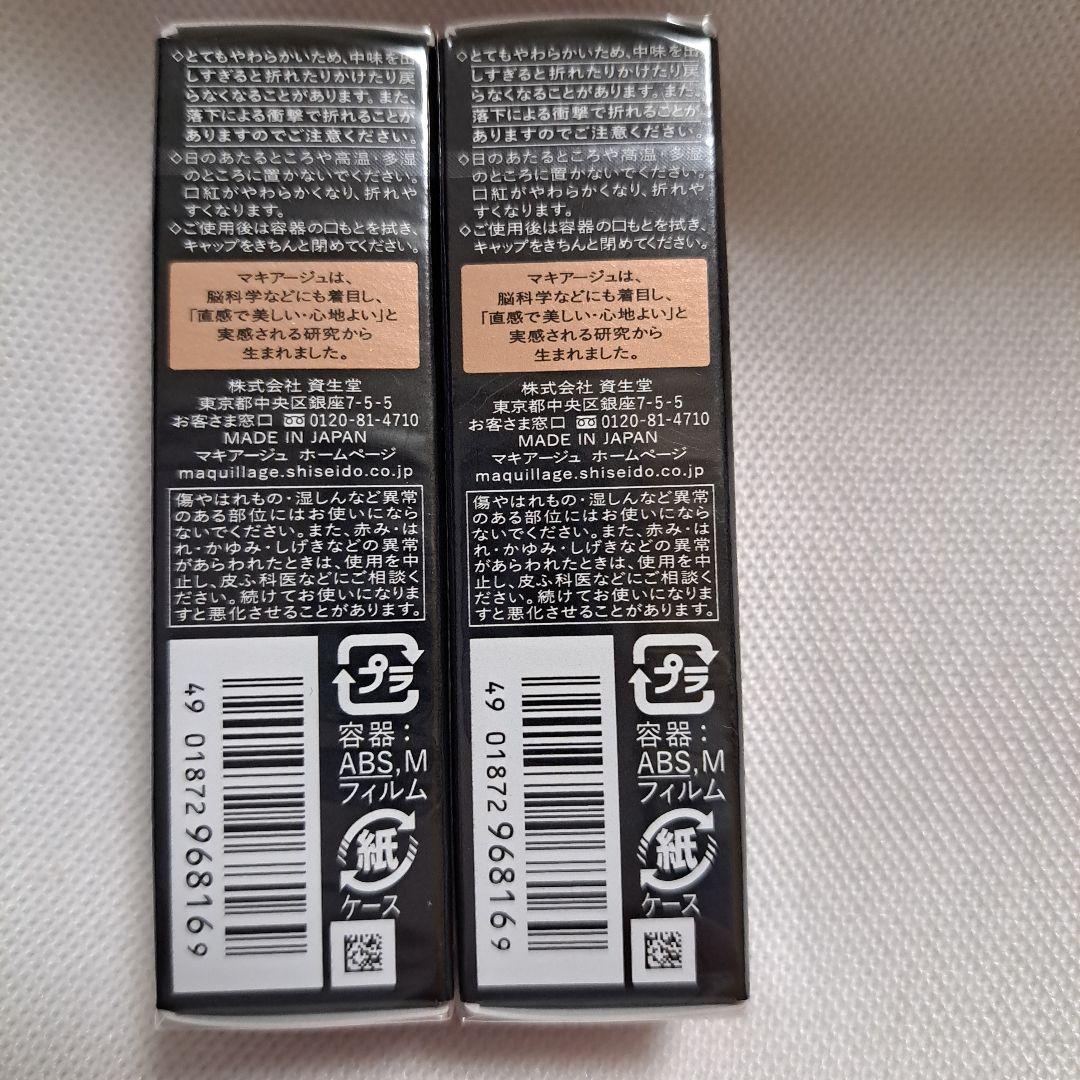 ◇とてもやわらかいため、中味を出
しすぎると折れたりかけたり戻
らなくなることがあります。また、
落下による衝撃で折れることが
ありますのでご注意ください。
◇日のあたるところや高温・多湿
のところに置かないでください。
口紅がやわらかくなり、折れや
すくなります。
◇ご使用後は容器の口もとを拭き、
キャップをきちんと閉めてください。
マキアージュは、
脳科学などにも着目し、
「直感で美しい・心地よい」と
実感される研究から
生まれました。
株式会社 資生堂
東京都中央区銀座7-5-5
お客さま窓口 0120-81-4710
MADE IN JAPAN
マキアージュ ホームページ
maquillage.shiseido.co.jp
傷やはれもの・湿しんなど異常
のある部位にはお使いになら
ないでください。また、赤み・は
れ・かゆみ・しげきなどの異常
があらわれたときは、使用を中
止し、皮ふ科医などにご相談く
ださい。続けてお使いになりま
すと悪化させることがあります。
49 01872 968169
プラ
容器：
ABS,M
フィルム
紙
ケース
◇とてもやわらかいため、中味を出
しすぎると折れたりかけたり戻
らなくなることがあります。また、
落下による衝撃で折れることが
ありますのでご注意ください。
◇日のあたるところや高温・多湿
のところに置かないでください。
口紅がやわらかくなり、折れや
すくなります。
◇ご使用後は容器の口もとを拭き、
キャップをきちんと閉めてください。
マキアージュは、
脳科学などにも着目し、
「直感で美しい・心地よい」と
実感される研究から
生まれました。
株式会社 資生堂
東京都中央区銀座7-5-5
お客さま窓口 0120-81-4710
MADE IN JAPAN
マキアージュ ホームページ
maquillage.shiseido.co.jp
傷やはれもの・湿しんなど異常
のある部位にはお使いになら
ないでください。また、赤み・は
れ・かゆみ・しげきなどの異常
があらわれたときは、使用を中
止し、皮ふ科医などにご相談く
ださい。続けてお使いになりま
すと悪化させることがあります。
49 01872 968169
プラ
容器：
ABS,M
フィルム
紙
ケース